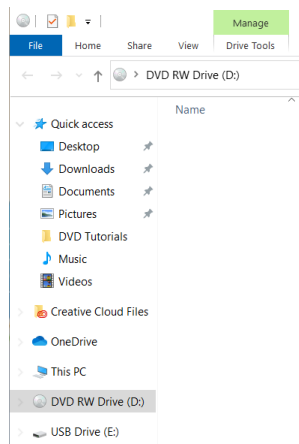 Manage
File Home Share View Drive Tools
DVD RW Drive (D:)
Name
Quick access
Desktop
Downloads
Documents
Pictures
DVD Tutorials
Music
Videos
Creative Cloud Files
OneDrive
This PC
DVD RW Drive (D:)
USB Drive (E:)